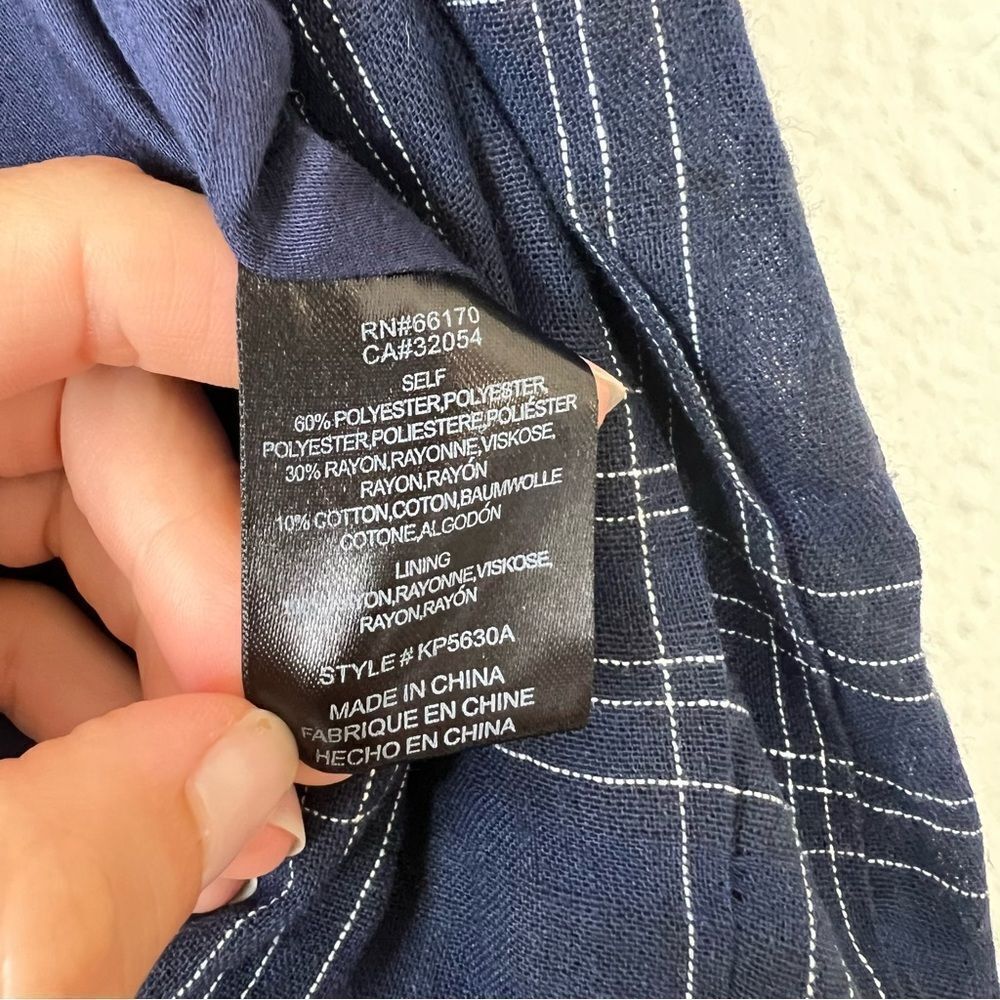 RN#66170
CA#32054
SELF
60% POLYESTER,POLYESTER,
POLYESTER,POLIESTERE,POLIÉSTER
30% RAYON,RAYONNE,VISKOSE,
RAYON,RAYÓN
10% COTTON,COTON,BAUMWOLLE
COTONE,ALGODÓN
LINING
RAYONNE,VISKOSE,
RAYON,RAYÓN
STYLE # KP5630A
MADE IN CHINA
FABRIQUE EN CHINE
HECHO EN CHINA